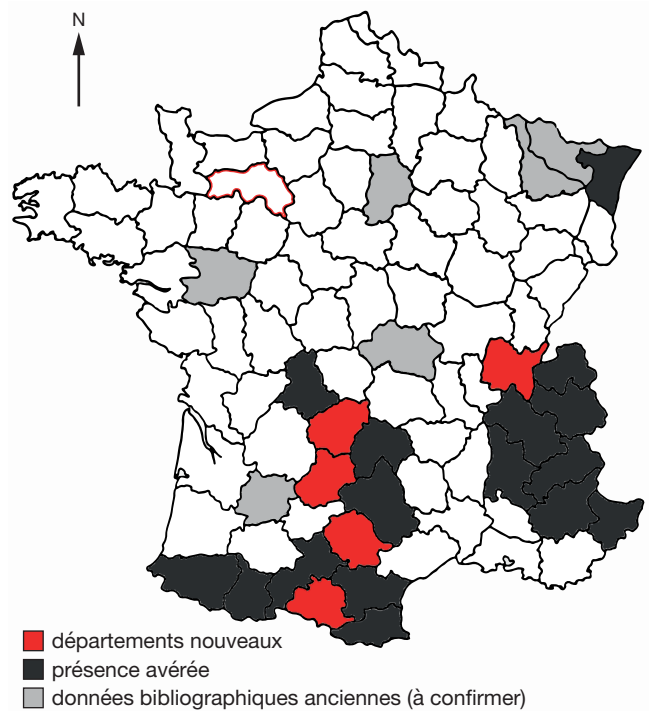 N
départements nouveaux
présence avérée
données bibliographiques anciennes (à confirmer)